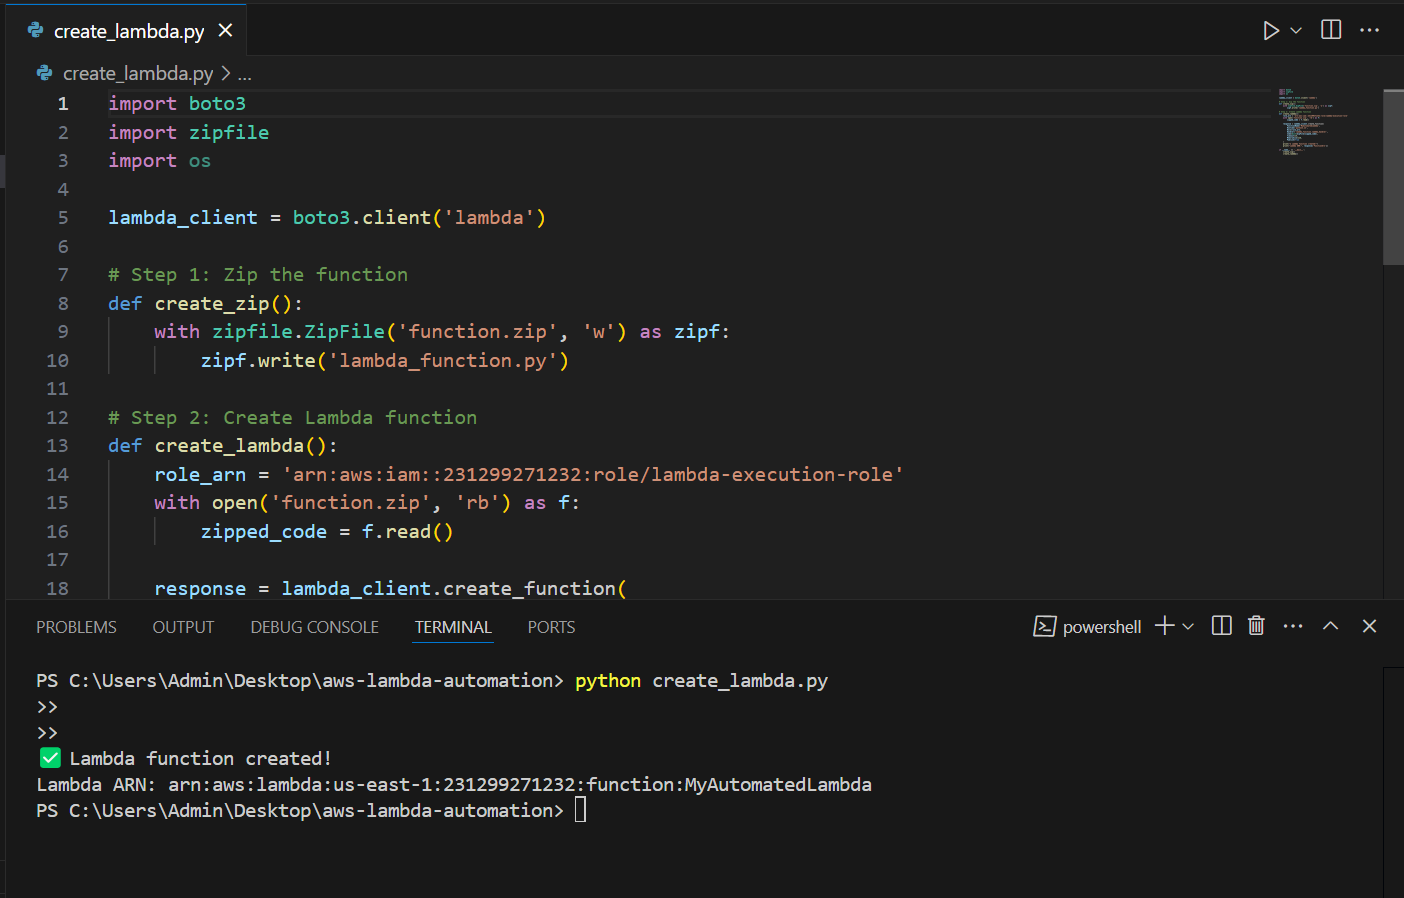 create_lambda.py
create_lambda.py > ...
1 import boto3
2 import zipfile
3 import os
4
5 lambda_client = boto3.client('lambda')
6
7 # Step 1: Zip the function
8 def create_zip():
9     with zipfile.ZipFile('function.zip', 'w') as zipf:
10         zipf.write('lambda_function.py')
11
12 # Step 2: Create Lambda function
13 def create_lambda():
14     role_arn = 'arn:aws:iam::231299271232:role/lambda-execution-role'
15     with open('function.zip', 'rb') as f:
16         zipped_code = f.read()
17
18     response = lambda_client.create_function(
PROBLEMS OUTPUT DEBUG CONSOLE TERMINAL PORTS powershell
PS C:\Users\Admin\Desktop\aws-lambda-automation> python create_lambda.py
>>
>>
✅ Lambda function created!
Lambda ARN: arn:aws:lambda:us-east-1:231299271232:function:MyAutomatedLambda
PS C:\Users\Admin\Desktop\aws-lambda-automation>